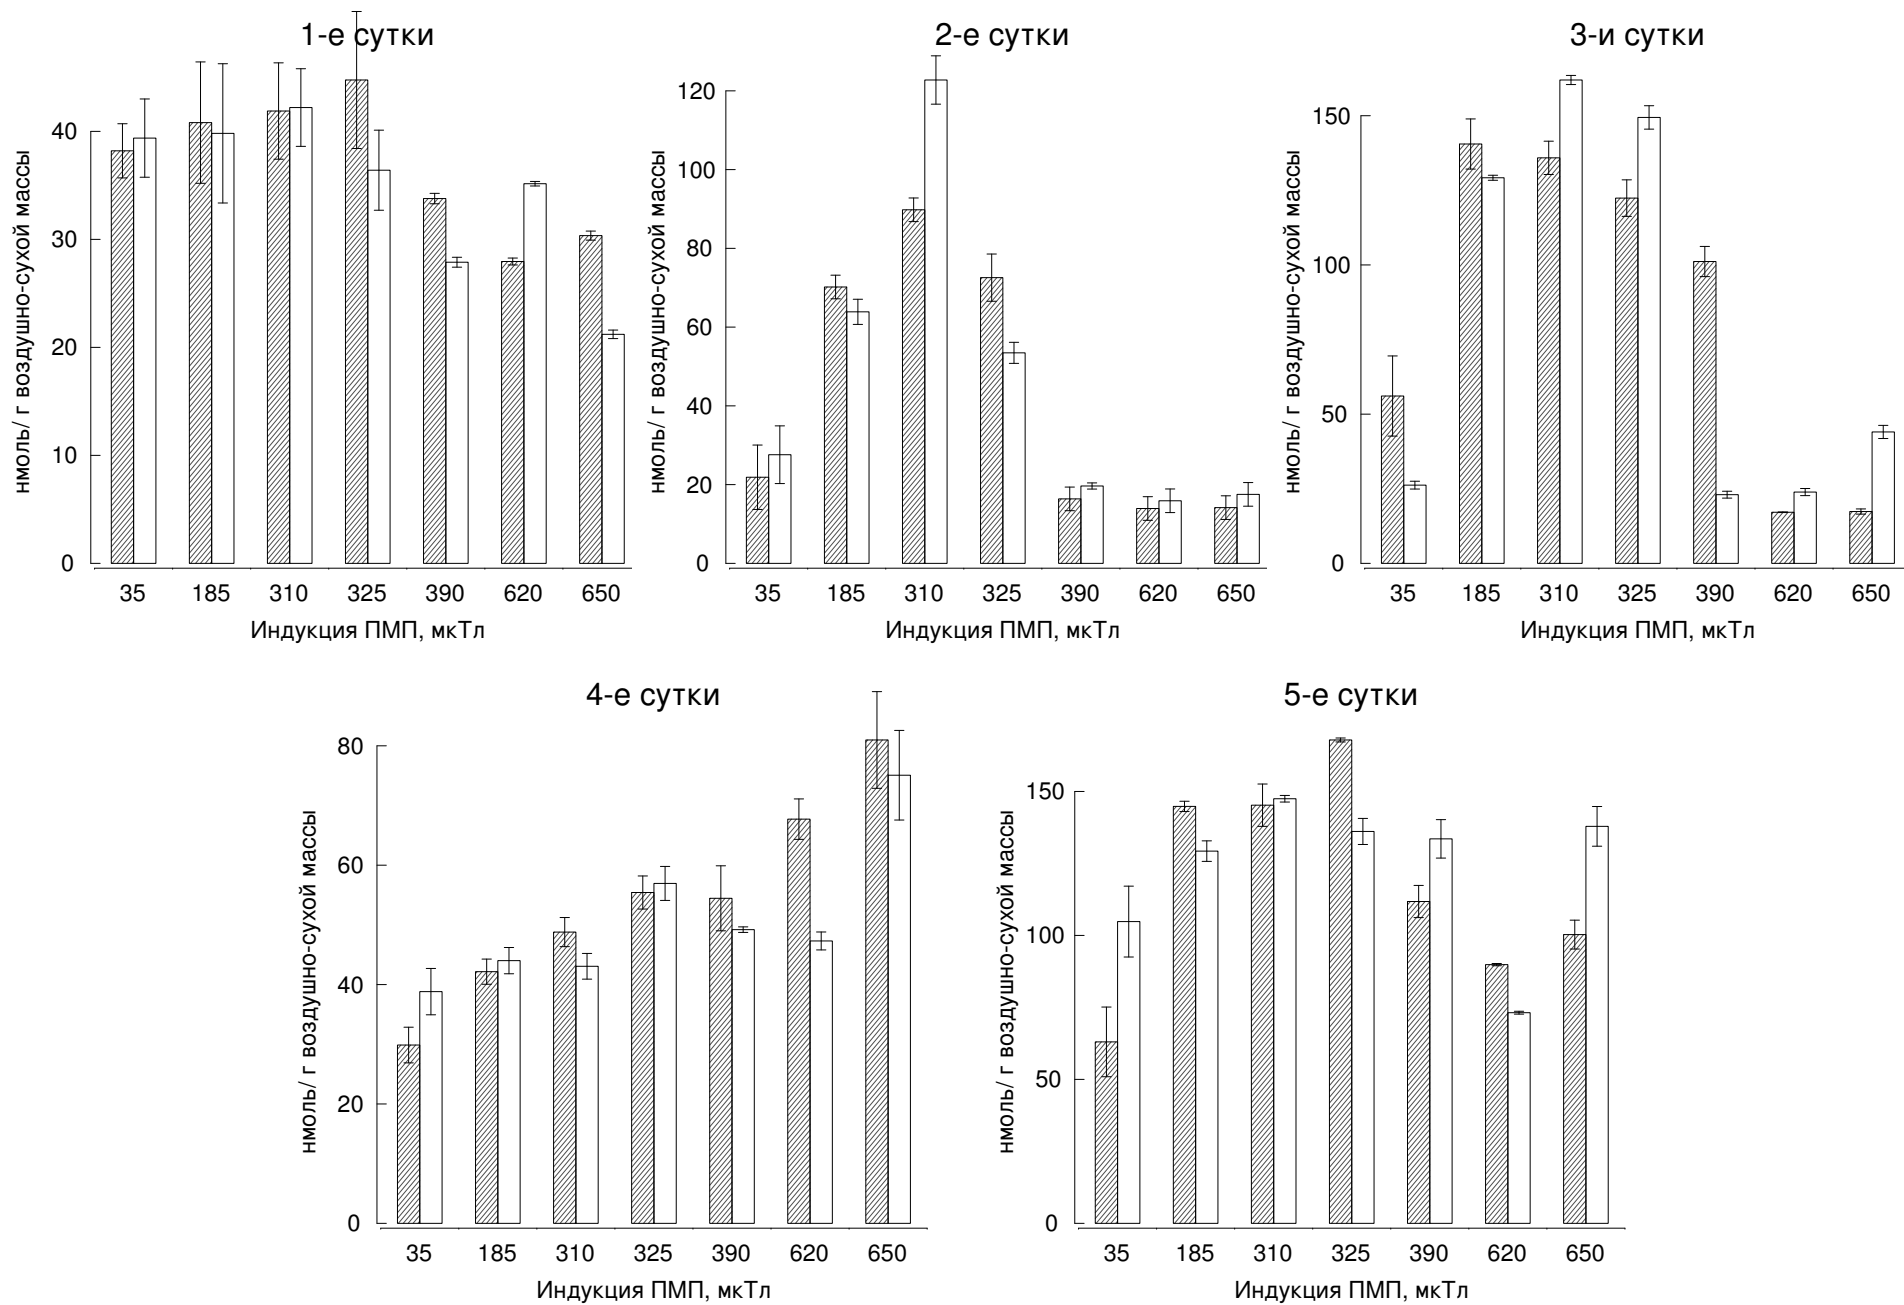 1-е сутки
нмоль/ г воздушно-сухой массы
40
30
20
10
0
35 185 310 325 390 620 650
Индукция ПМП, мкТл
2-е сутки
нмоль/ г воздушно-сухой массы
120
100
80
60
40
20
0
35 185 310 325 390 620 650
Индукция ПМП, мкТл
3-и сутки
нмоль/ г воздушно-сухой массы
150
100
50
0
35 185 310 325 390 620 650
Индукция ПМП, мкТл
4-е сутки
нмоль/ г воздушно-сухой массы
80
60
40
20
0
35 185 310 325 390 620 650
Индукция ПМП, мкТл
5-е сутки
нмоль/ г воздушно-сухой массы
150
100
50
0
35 185 310 325 390 620 650
Индукция ПМП, мкТл